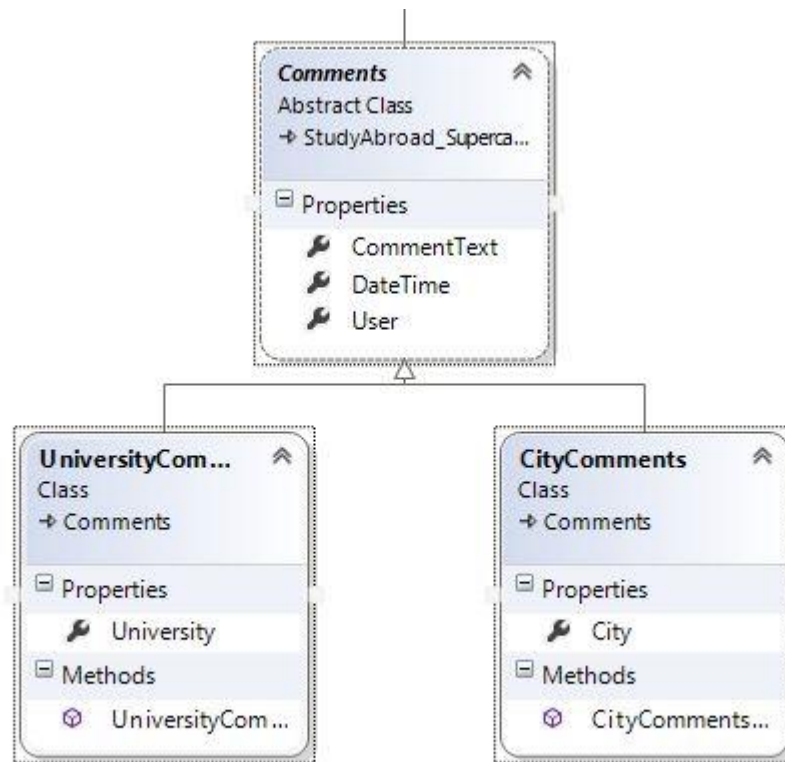 Comments
Abstract Class
StudyAbroad_Superca...
Properties
CommentText
DateTime
User
UniversityCom...
Class
Comments
Properties
University
Methods
UniversityCom...
CityComments
Class
Comments
Properties
City
Methods
CityComments...